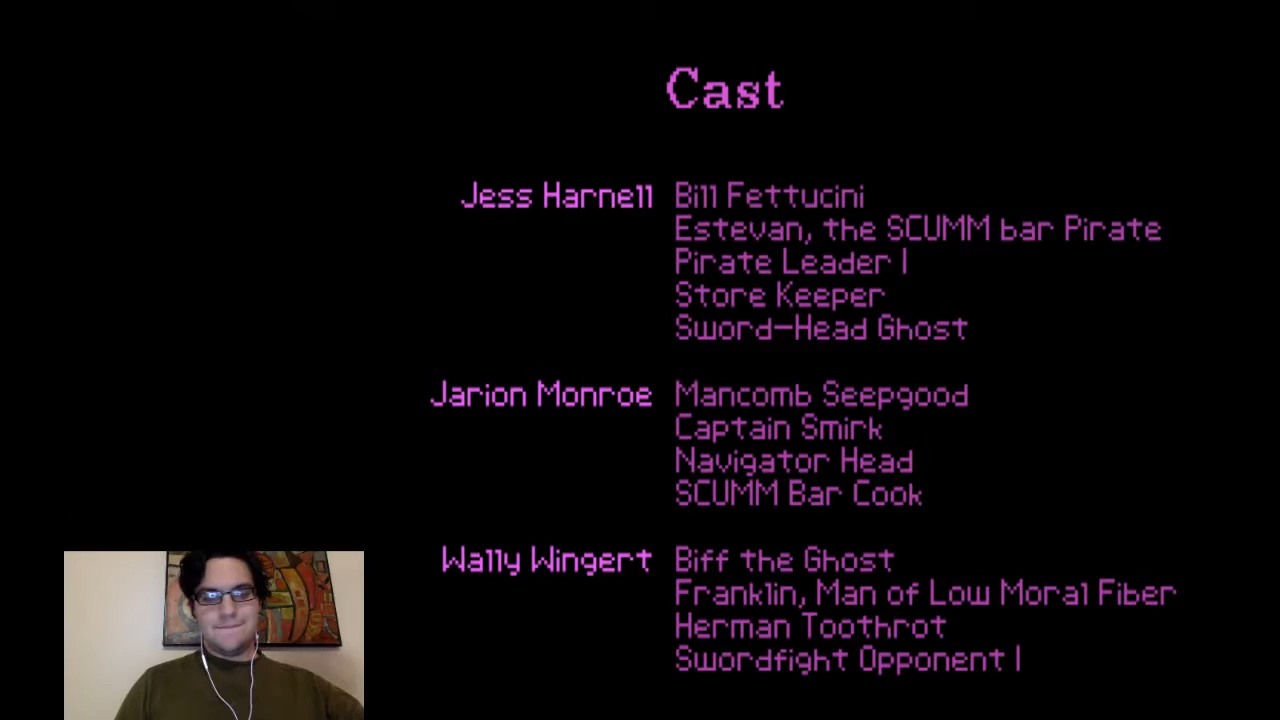 Cast
Jess Harnell Bill Fettucini
Estevan, the SCUMM bar Pirate
Pirate Leader 1
Store Keeper
Sword-Head Ghost
Jarion Monroe Mancomb Seepgood
Captain Smirk
Navigator Head
SCUMM Bar Cook
Wally Wingert Biff the Ghost
Franklin, Man of Low Moral Fiber
Herman Toothrot
Swordfight Opponent 1